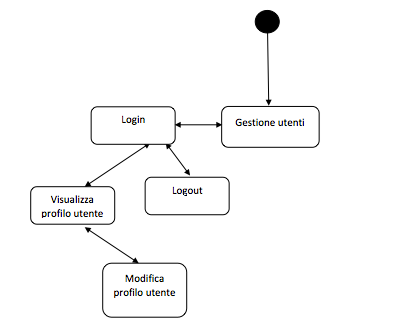 Login
Gestione utenti
Logout
Visualizza
profilo utente
Modifica
profilo utente